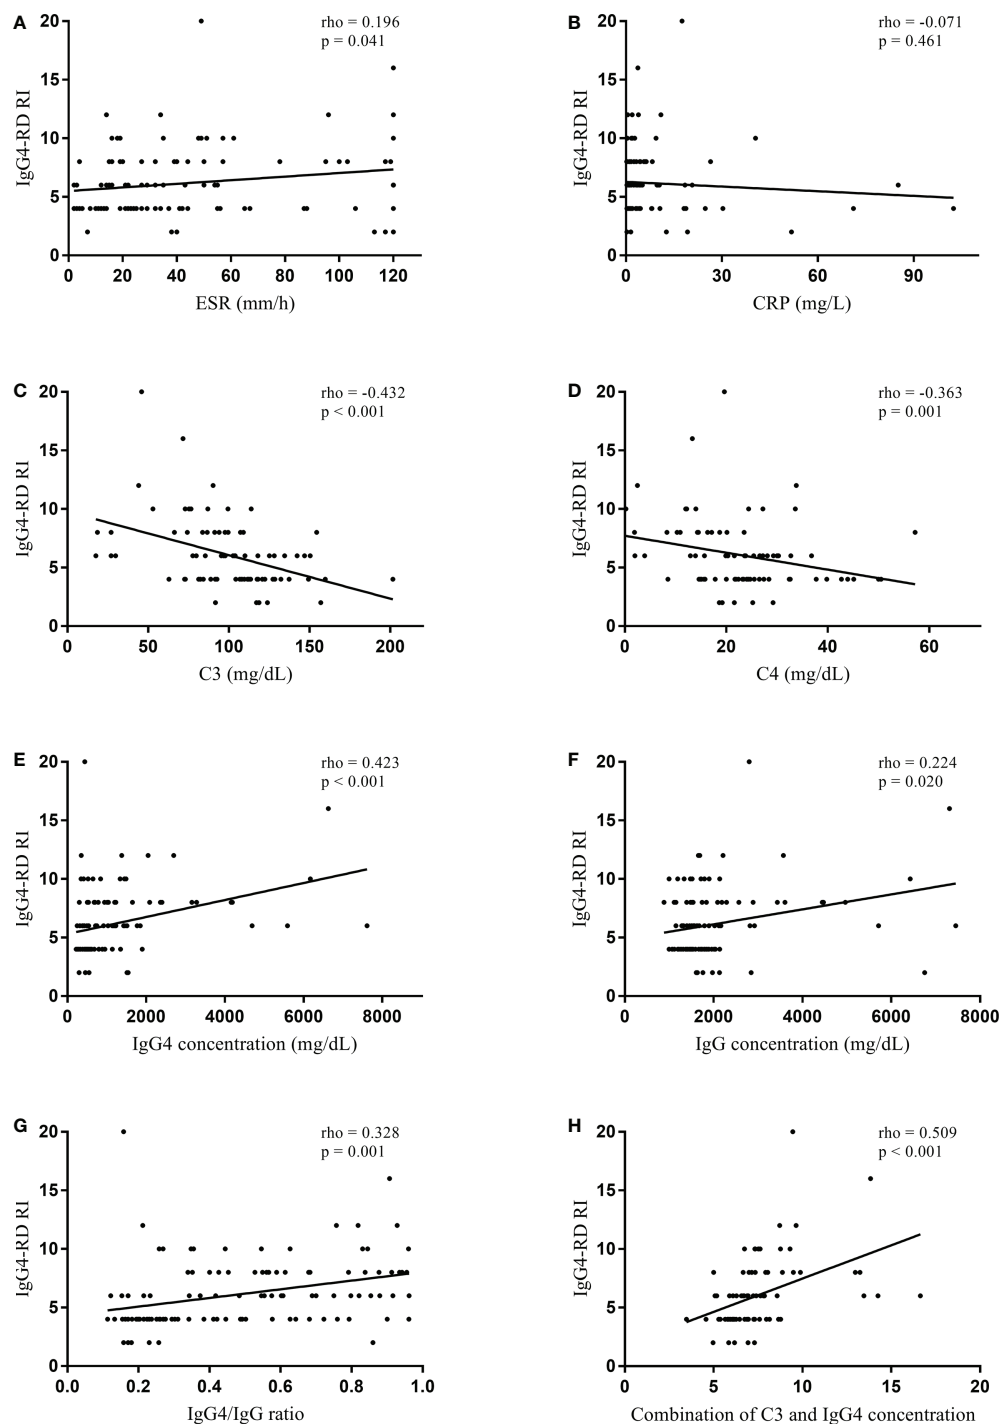 A
rho = 0.196
p = 0.041
IgG4-RD RI
20
15
10
5
0
0 20 40 60 80 100 120
ESR (mm/h)
B
rho = -0.071
p = 0.461
IgG4-RD RI
20
15
10
5
0
0 30 60 90
CRP (mg/L)
C
rho = -0.432
p < 0.001
IgG4-RD RI
20
15
10
5
0
0 50 100 150 200
C3 (mg/dL)
D
rho = -0.363
p = 0.001
IgG4-RD RI
20
15
10
5
0
0 20 40 60
C4 (mg/dL)
E
rho = 0.423
p < 0.001
IgG4-RD RI
20
15
10
5
0
0 2000 4000 6000 8000
IgG4 concentration (mg/dL)
F
rho = 0.224
p = 0.020
IgG4-RD RI
20
15
10
5
0
0 2000 4000 6000 8000
IgG concentration (mg/dL)
G
rho = 0.328
p = 0.001
IgG4-RD RI
20
15
10
5
0
0.0 0.2 0.4 0.6 0.8 1.0
IgG4/IgG ratio
H
rho = 0.509
p < 0.001
IgG4-RD RI
20
15
10
5
0
0 5 10 15 20
Combination of C3 and IgG4 concentration